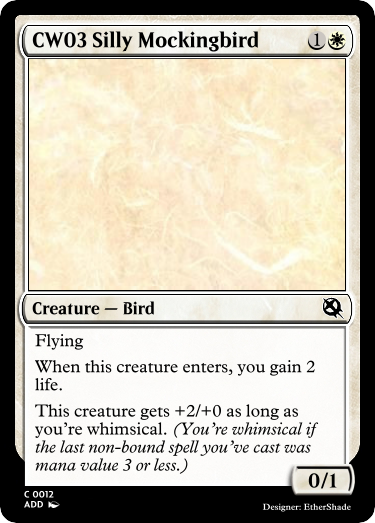 CW03 Silly Mockingbird 1
Creature — Bird
Flying
When this creature enters, you gain 2
life.
This creature gets +2/+0 as long as
you're whimsical. (You're whimsical if
the last non-bound spell you've cast was
mana value 3 or less.)
0/1
C 0012
ADD
Designer: EtherShade